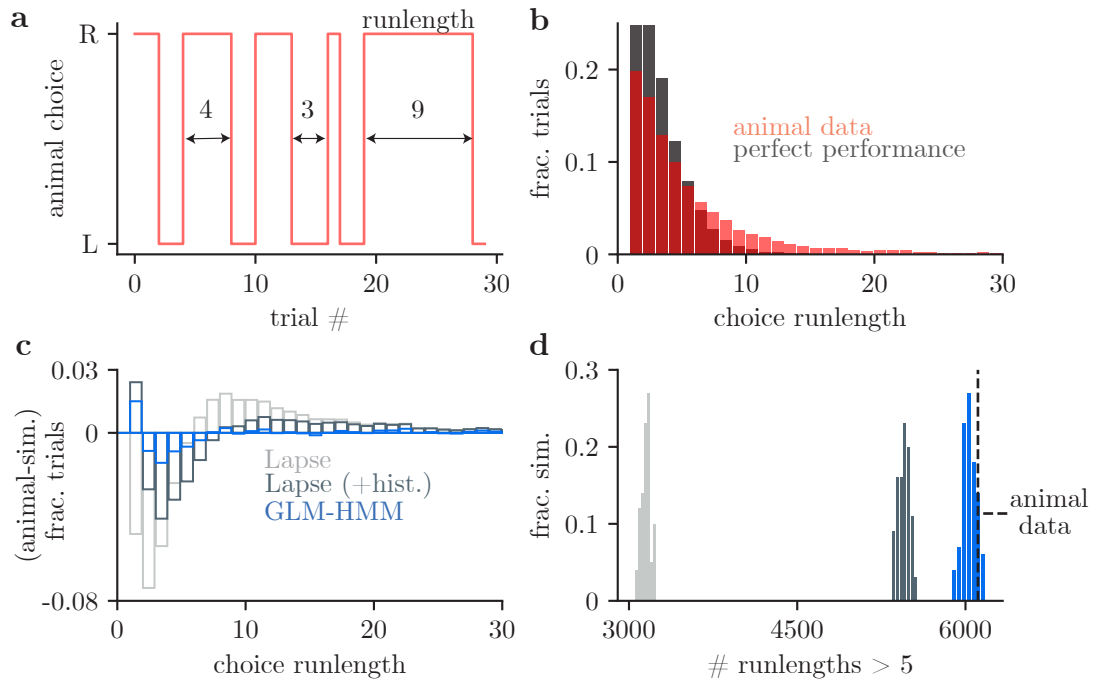 a
runlength
R
L
animal choice
4
3
9
0
10
20
30
trial #
b
0.2
0.1
0
frac. trials
animal data
perfect performance
0
10
20
30
choice runlength
c
0.03
0
-0.08
(animal-sim.)
frac. trials
Lapse
Lapse (+hist.)
GLM-HMM
0
10
20
30
choice runlength
d
0.3
0.2
0.1
0
frac. sim.
animal
data
3000
4500
6000
# runlengths > 5